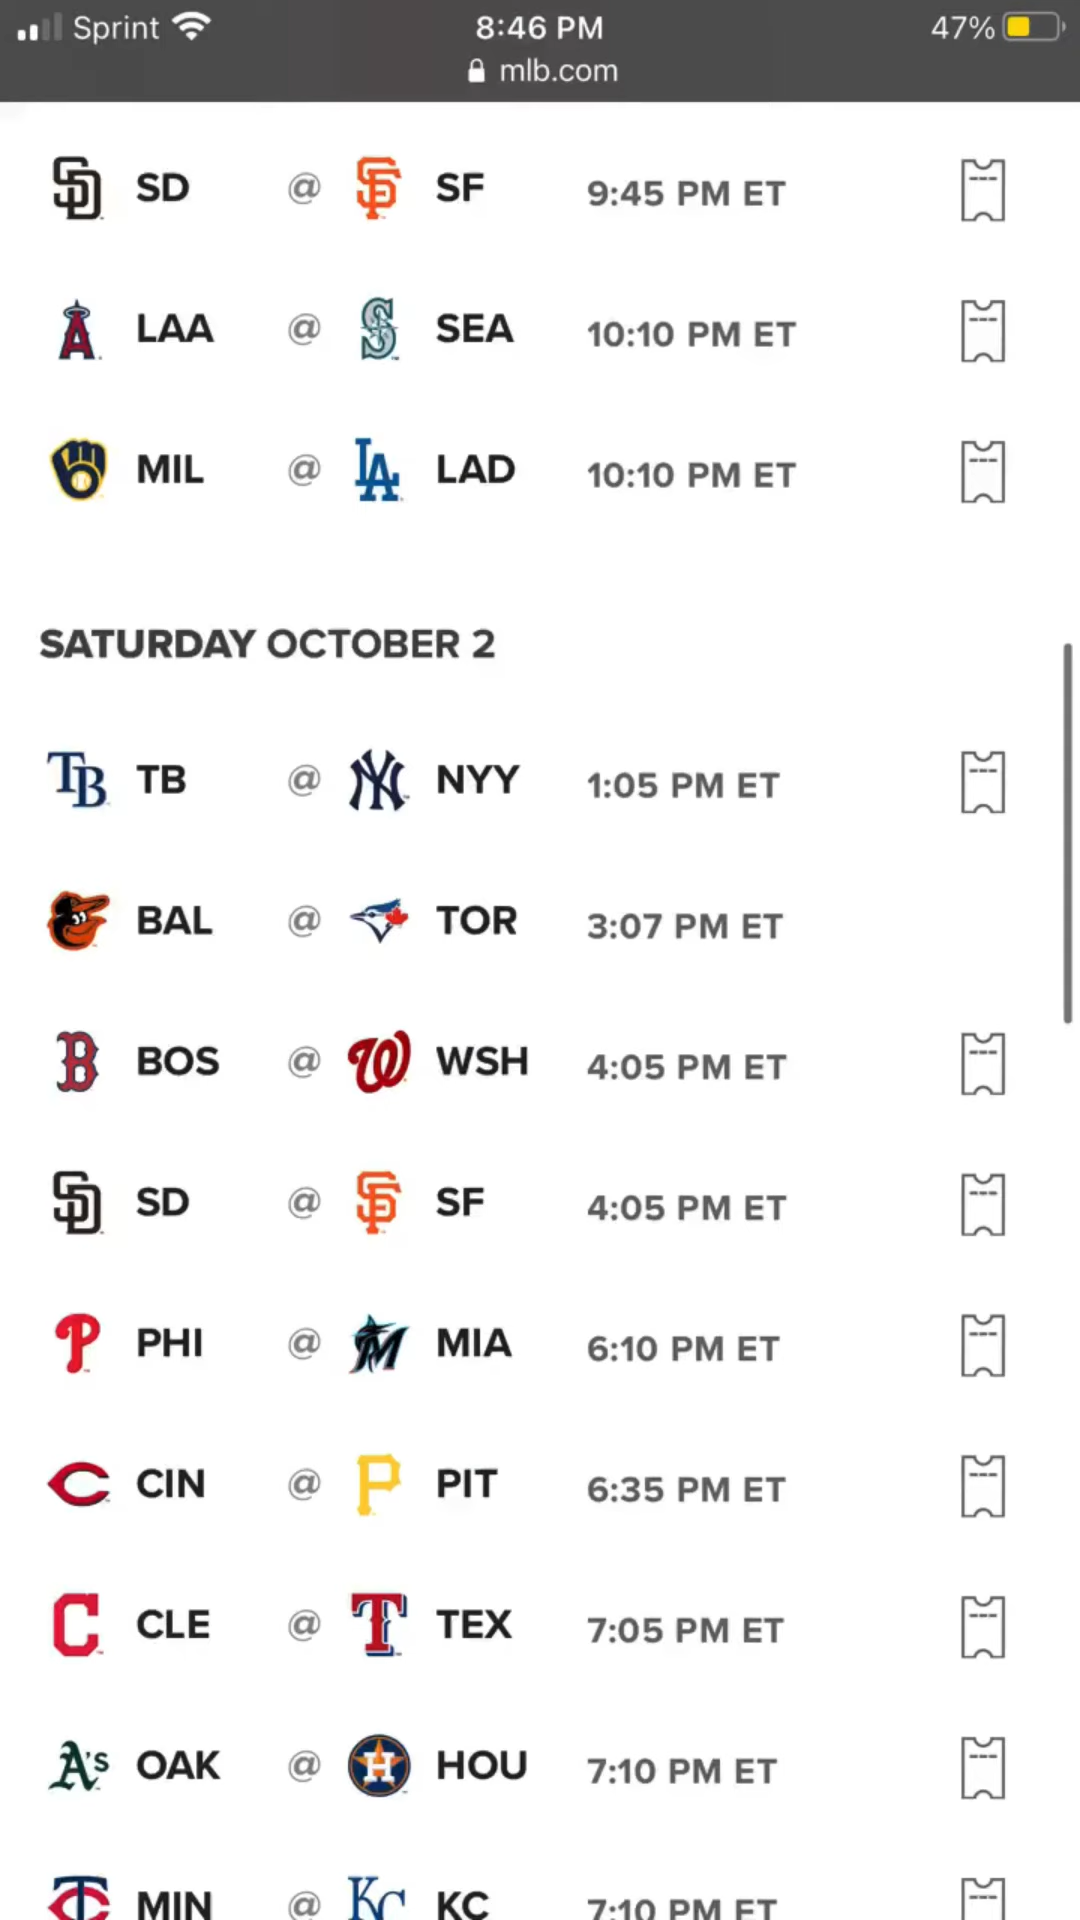 Sprint 8:46 PM 47%
mlb.com
SD @ SF 9:45 PM ET
LAA @ SEA 10:10 PM ET
MIL @ LAD 10:10 PM ET
SATURDAY OCTOBER 2
TB @ NYY 1:05 PM ET
BAL @ TOR 3:07 PM ET
BOS @ WSH 4:05 PM ET
SD @ SF 4:05 PM ET
PHI @ MIA 6:10 PM ET
CIN @ PIT 6:35 PM ET
CLE @ TEX 7:05 PM ET
OAK @ HOU 7:10 PM ET
MIN @ KC 7:10 PM ET